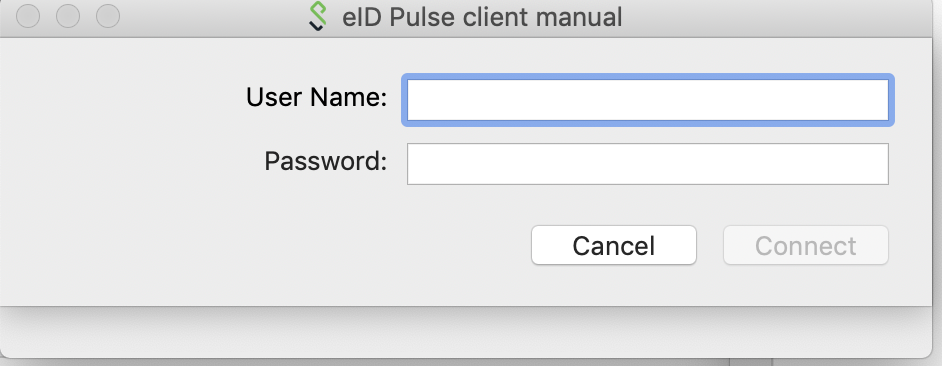 eID Pulse client manual
User Name:
Password:
Cancel
Connect